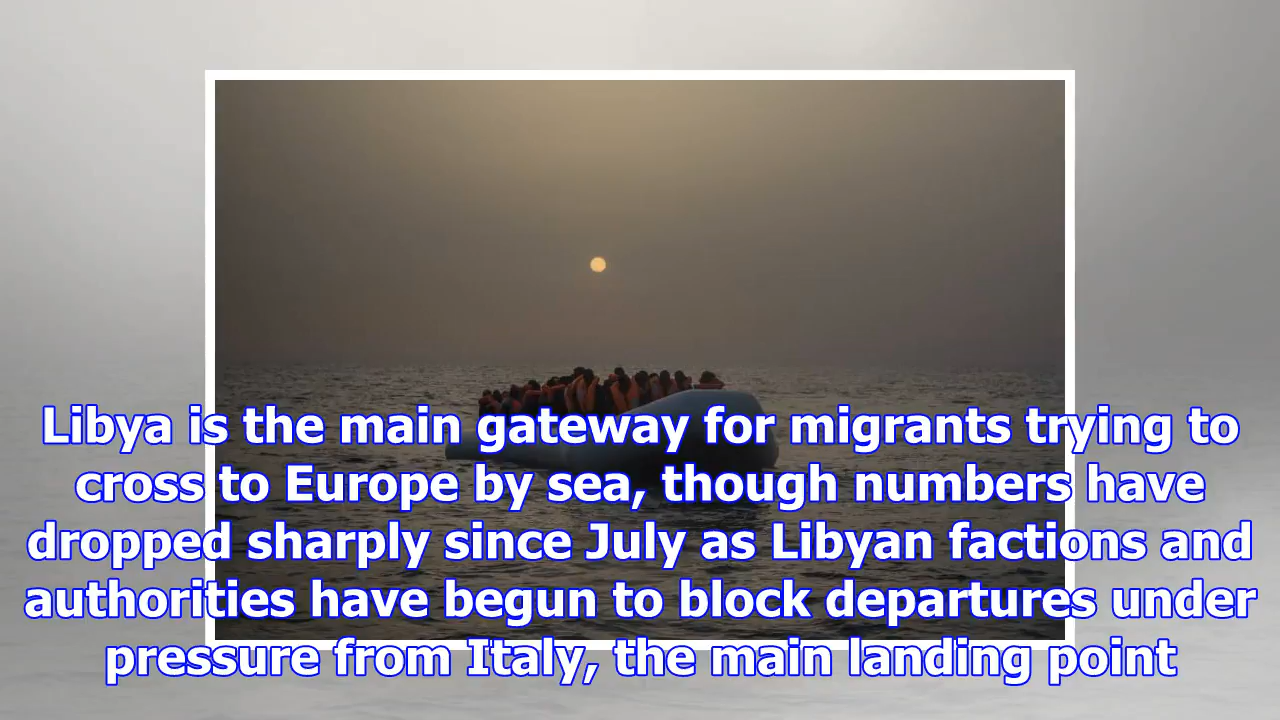 Libya is the main gateway for migrants trying to
cross to Europe by sea, though numbers have
dropped sharply since July as Libyan factions and
authorities have begun to block departures under
pressure from Italy, the main landing point